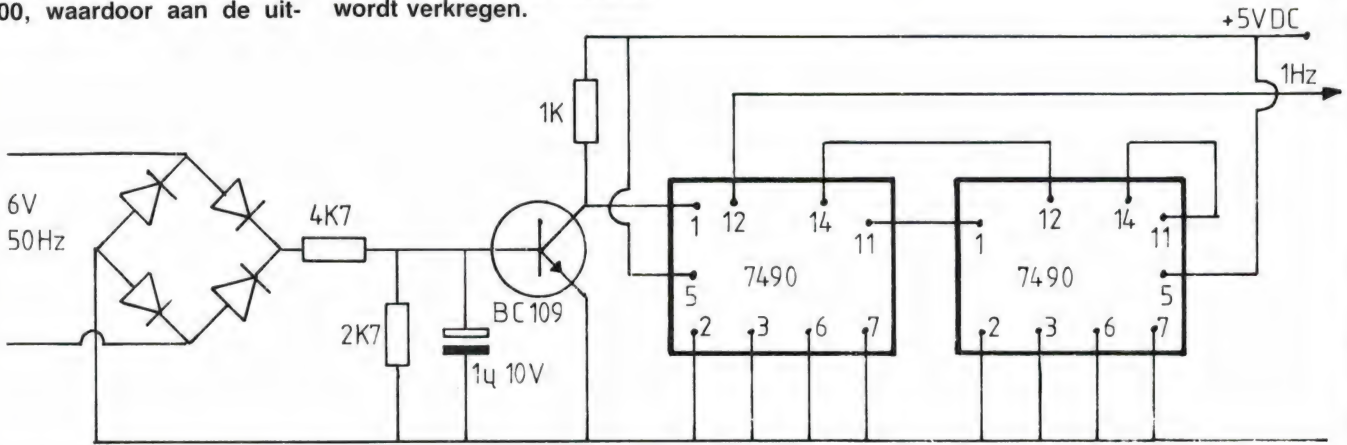 00, waardoor aan de uit-
wordt verkregen.
+5VDC
1Hz
1K
6V
50Hz
4K7
2K7
1µ 10V
BC109
1
12
14
11
5
7490
2
3
6
7
1
12
14
11
5
7490
2
3
6
7